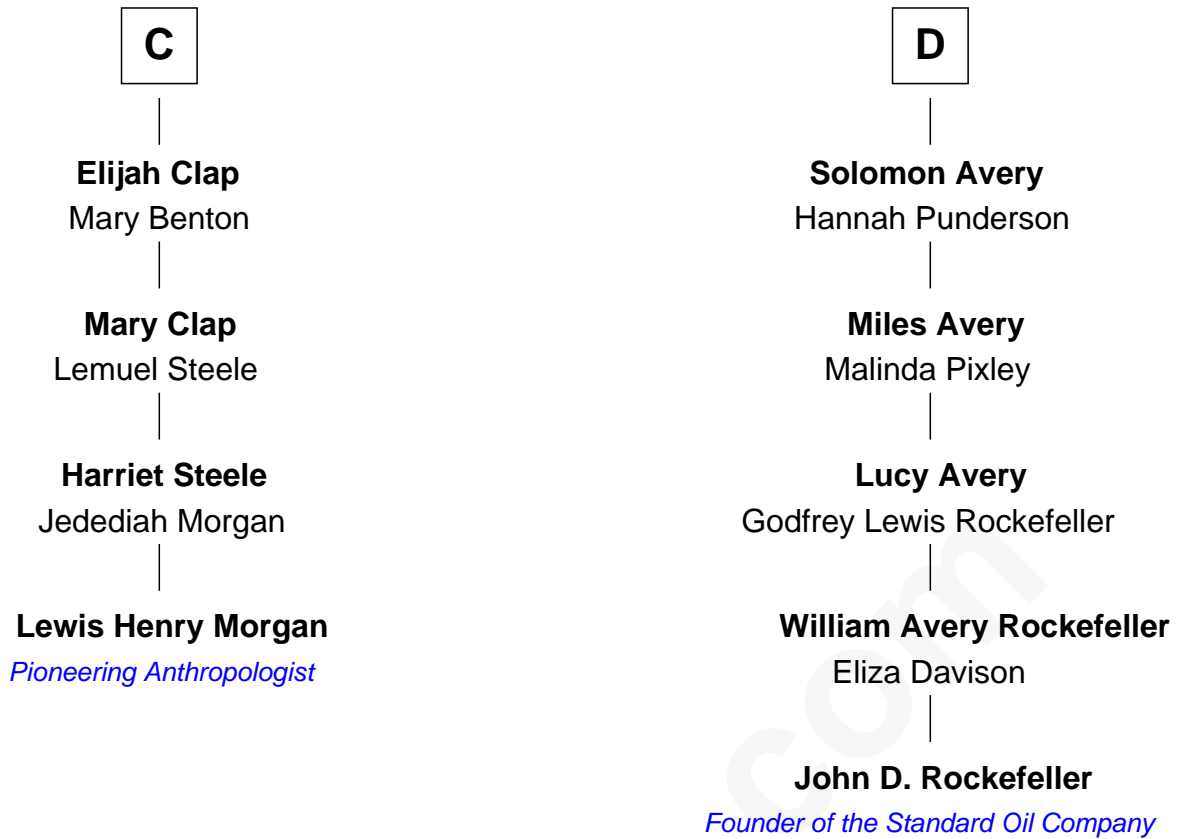 C
Elijah Clap
Mary Benton
Mary Clap
Lemuel Steele
Harriet Steele
Jedediah Morgan
Lewis Henry Morgan
Pioneering Anthropologist
D
Solomon Avery
Hannah Punderson
Miles Avery
Malinda Pixley
Lucy Avery
Godfrey Lewis Rockefeller
William Avery Rockefeller
Eliza Davison
John D. Rockefeller
Founder of the Standard Oil Company
com